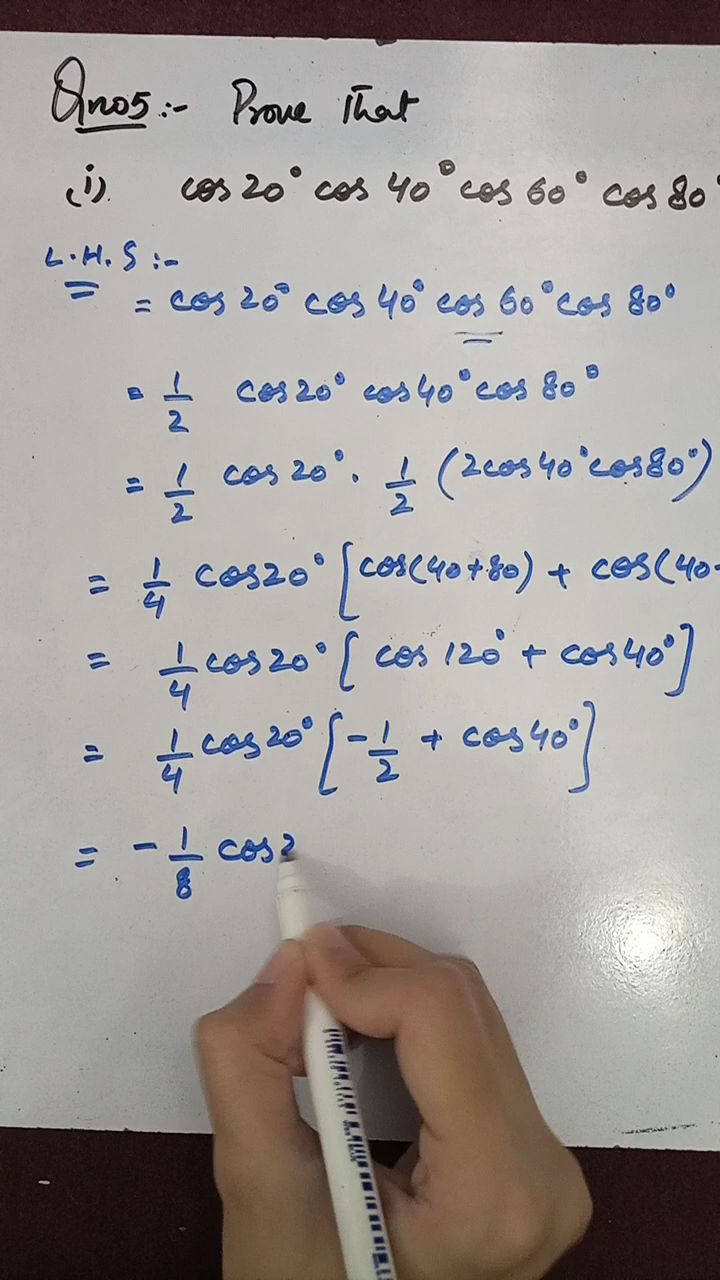 Qno5:- Prove That
(i). cos 20° cos 40° cos 60° cos 80°
L.H.S :-
= cos 20° cos 40° cos 60° cos 80°
= 1/2 cos 20° cos 40° cos 80°
= 1/2 cos 20° . 1/2 (2cos 40° cos 80°)
= 1/4 cos 20° [cos(40+80) + cos(40-
= 1/4 cos 20° [cos 120° + cos 40°]
= 1/4 cos 20° [-1/2 + cos 40°]
= -1/8 cos 2